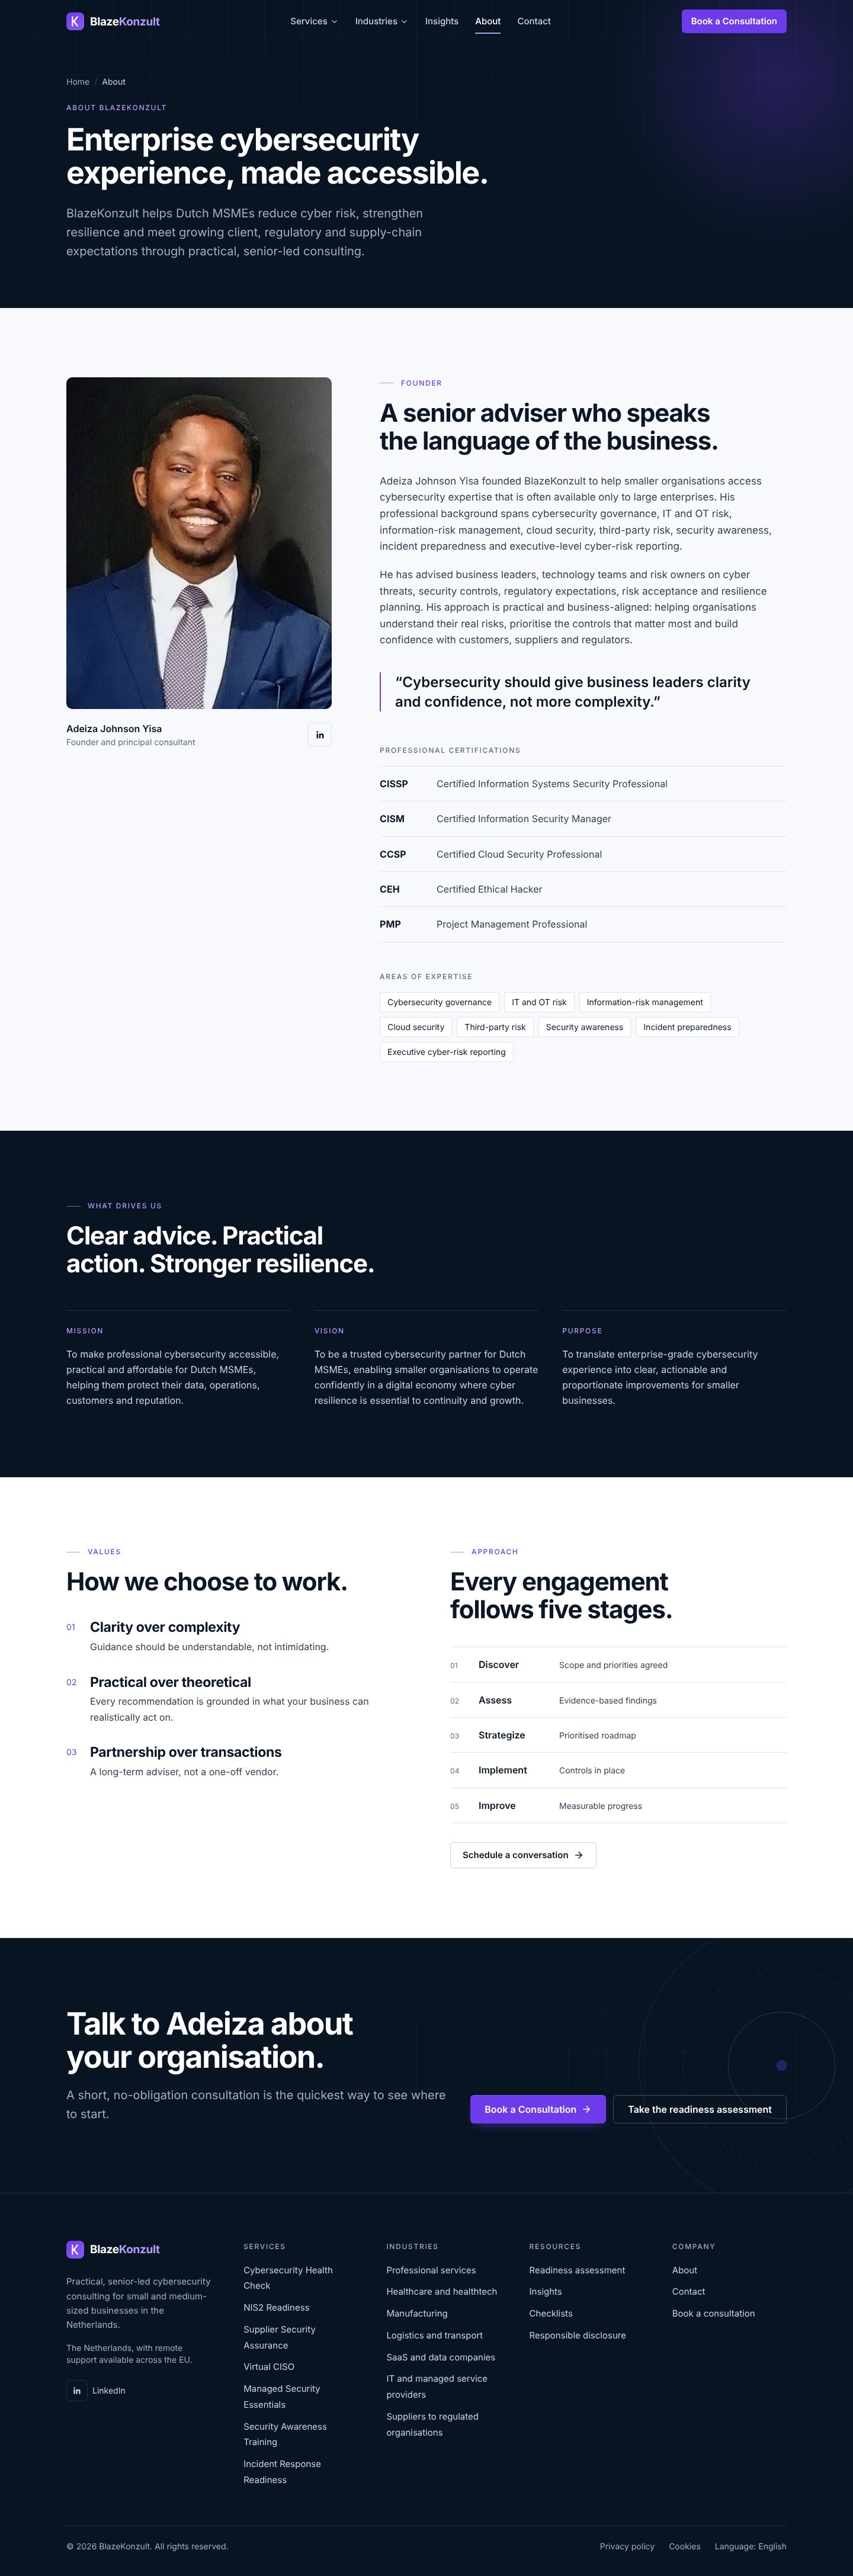 BlazeKonzult
Services
Industries
Insights
About
Contact
Book a Consultation
Home / About
ABOUT BLAZEKONZULT
Enterprise cybersecurity
experience, made accessible.
BlazeKonzult helps Dutch MSMEs reduce cyber risk, strengthen
resilience and meet growing client, regulatory and supply-chain
expectations through practical, senior-led consulting.
Adeiza Johnson Yisa
Founder and principal consultant
in
FOUNDER
A senior adviser who speaks
the language of the business.
Adeiza Johnson Yisa founded BlazeKonzult to help smaller organisations access
cybersecurity expertise that is often available only to large enterprises. His
professional background spans cybersecurity governance, IT and OT risk,
information-risk management, cloud security, third-party risk, security awareness,
incident preparedness and executive-level cyber-risk reporting.
He has advised business leaders, technology teams and risk owners on cyber
threats, security controls, regulatory expectations, risk acceptance and resilience
planning. His approach is practical and business-aligned: helping organisations
understand their real risks, prioritise the controls that matter most and build
confidence with customers, suppliers and regulators.
“Cybersecurity should give business leaders clarity
and confidence, not more complexity.”
PROFESSIONAL CERTIFICATIONS
CISSP Certified Information Systems Security Professional
CISM Certified Information Security Manager
CCSP Certified Cloud Security Professional
CEH Certified Ethical Hacker
PMP Project Management Professional
AREAS OF EXPERTISE
Cybersecurity governance IT and OT risk Information-risk management
Cloud security Third-party risk Security awareness Incident preparedness
Executive cyber-risk reporting
WHAT DRIVES US
Clear advice. Practical
action. Stronger resilience.
MISSION
To make professional cybersecurity accessible,
practical and affordable for Dutch MSMEs,
helping them protect their data, operations,
customers and reputation.
VISION
To be a trusted cybersecurity partner for Dutch
MSMEs, enabling smaller organisations to operate
confidently in a digital economy where cyber
resilience is essential to continuity and growth.
PURPOSE
To translate enterprise-grade cybersecurity
experience into clear, actionable and
proportionate improvements for smaller
businesses.
VALUES
How we choose to work.
01 Clarity over complexity
Guidance should be understandable, not intimidating.
02 Practical over theoretical
Every recommendation is grounded in what your business can
realistically act on.
03 Partnership over transactions
A long-term adviser, not a one-off vendor.
APPROACH
Every engagement
follows five stages.
01 Discover Scope and priorities agreed
02 Assess Evidence-based findings
03 Strategize Prioritised roadmap
04 Implement Controls in place
05 Improve Measurable progress
Schedule a conversation
Talk to Adeiza about
your organisation.
A short, no-obligation consultation is the quickest way to see where
to start.
Book a Consultation
Take the readiness assessment
BlazeKonzult
Practical, senior-led cybersecurity
consulting for small and medium-
sized businesses in the
Netherlands.
The Netherlands, with remote
support available across the EU.
in LinkedIn
SERVICES
Cybersecurity Health
Check
NIS2 Readiness
Supplier Security
Assurance
Virtual CISO
Managed Security
Essentials
Security Awareness
Training
Incident Response
Readiness
INDUSTRIES
Professional services
Healthcare and healthtech
Manufacturing
Logistics and transport
SaaS and data companies
IT and managed service
providers
Suppliers to regulated
organisations
RESOURCES
Readiness assessment
Insights
Checklists
Responsible disclosure
COMPANY
About
Contact
Book a consultation
© 2026 BlazeKonzult. All rights reserved.
Privacy policy
Cookies
Language: English